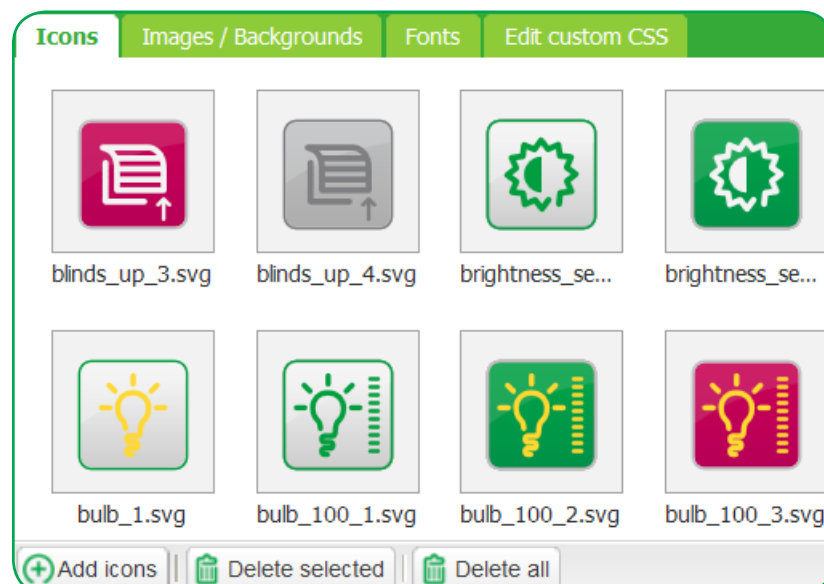 Icons Images / Backgrounds Fonts Edit custom CSS
blinds_up_3.svg blinds_up_4.svg brightness_se... brightness_se...
bulb_1.svg bulb_100_1.svg bulb_100_2.svg bulb_100_3.svg
Add icons Delete selected Delete all